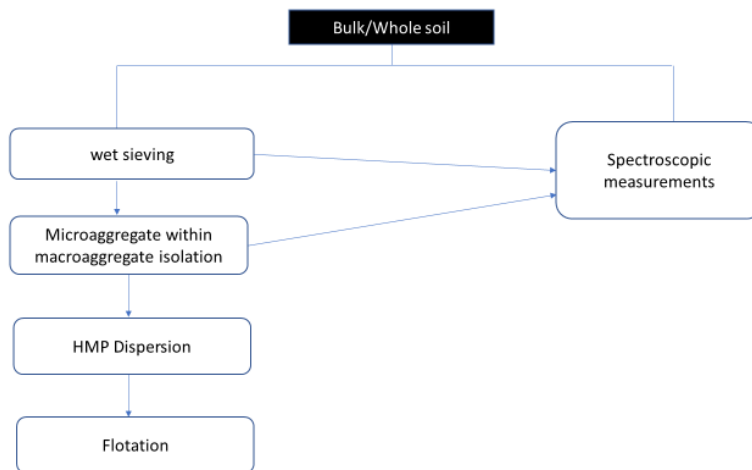 Bulk/Whole soil
wet sieving
Spectroscopic
measurements
Microaggregate within
macroaggregate isolation
HMP Dispersion
Flotation